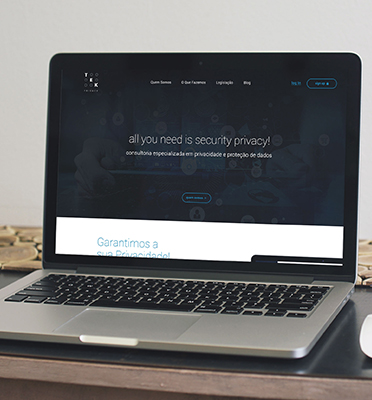 Quem Somos O Que Fazemos Legislação Blog
all you need is security privacy!
consultoria especializada em privacidade e proteção de dados
Garantimos a
sua Privacidade!